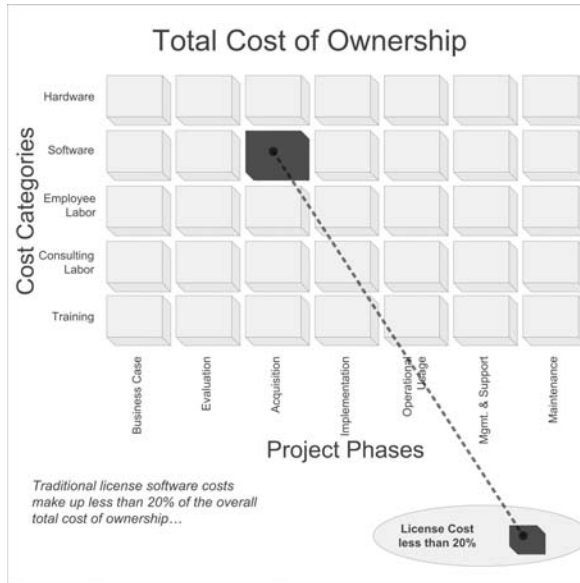 Total Cost of Ownership
Cost Categories
Hardware
Software
Employee
Labor
Consulting
Labor
Training
Business Case
Evaluation
Acquisition
Implementation
Operational
Usage
Mgmt. & Support
Maintenance
Project Phases
Traditional license software costs
make up less than 20% of the overall
total cost of ownership…
License Cost
less than 20%